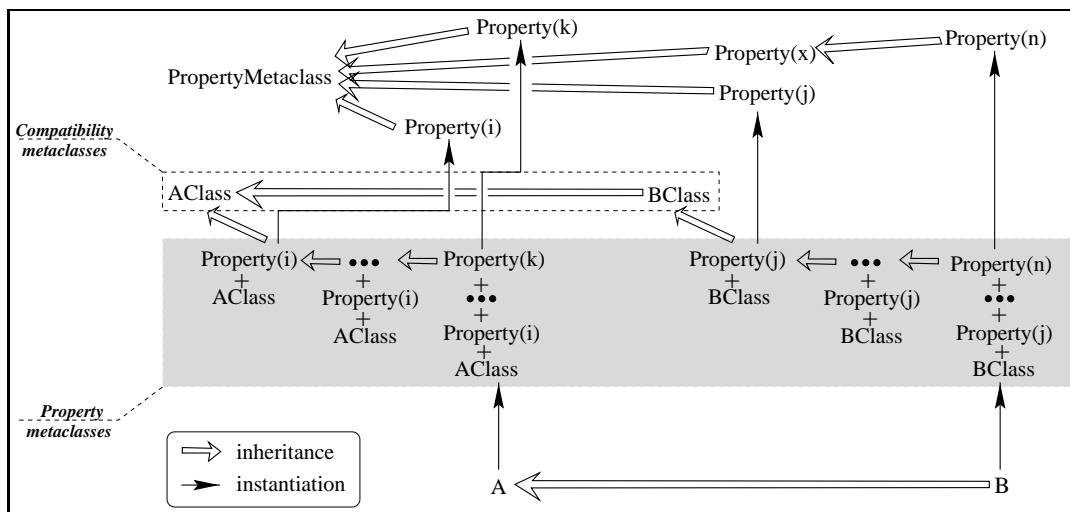 Property(k)
Property(n)
Property(x)
PropertyMetaclass
Property(j)
Property(i)
Compatibility
metaclasses
AClass
BClass
Property(i)
+
AClass
•••
+
Property(i)
+
AClass
Property(k)
+
•••
+
Property(i)
+
AClass
Property(j)
+
BClass
•••
+
Property(j)
+
BClass
Property(n)
+
•••
+
Property(j)
+
BClass
Property
metaclasses
inheritance
instantiation
A
B